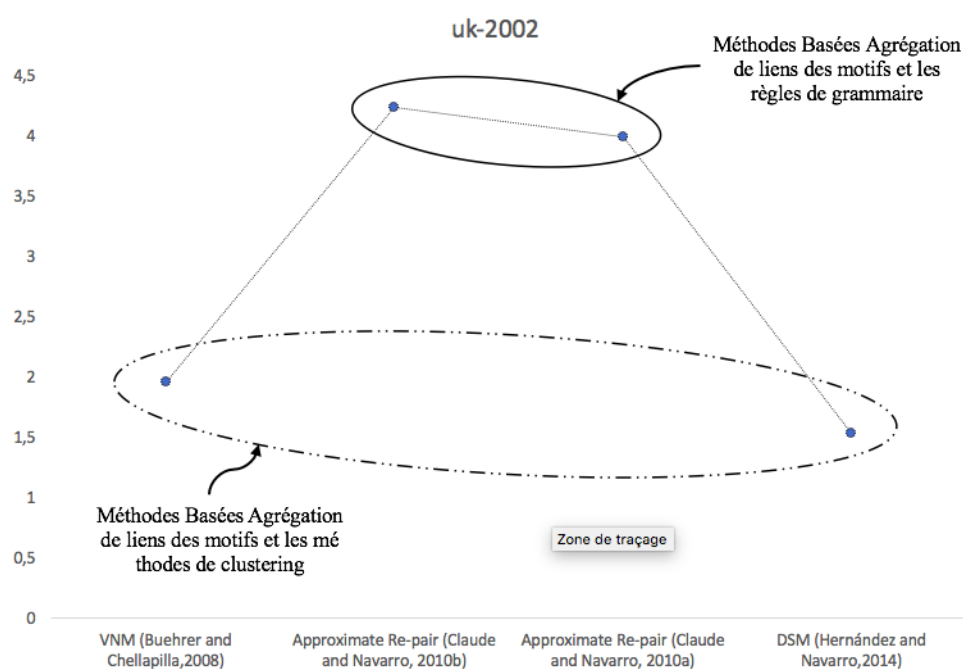 uk-2002
Méthodes Basées Agrégation
de liens des motifs et les
règles de grammaire
4,5
4
3,5
3
2,5
2
1,5
1
0,5
0
Méthodes Basées Agrégation
de liens des motifs et les mé
thodes de clustering
Zone de traçage
VNM (Buehrer and
Chellapilla,2008)
Approximate Re-pair (Claude
and Navarro, 2010b)
Approximate Re-pair (Claude
and Navarro, 2010a)
DSM (Hernández and
Navarro,2014)